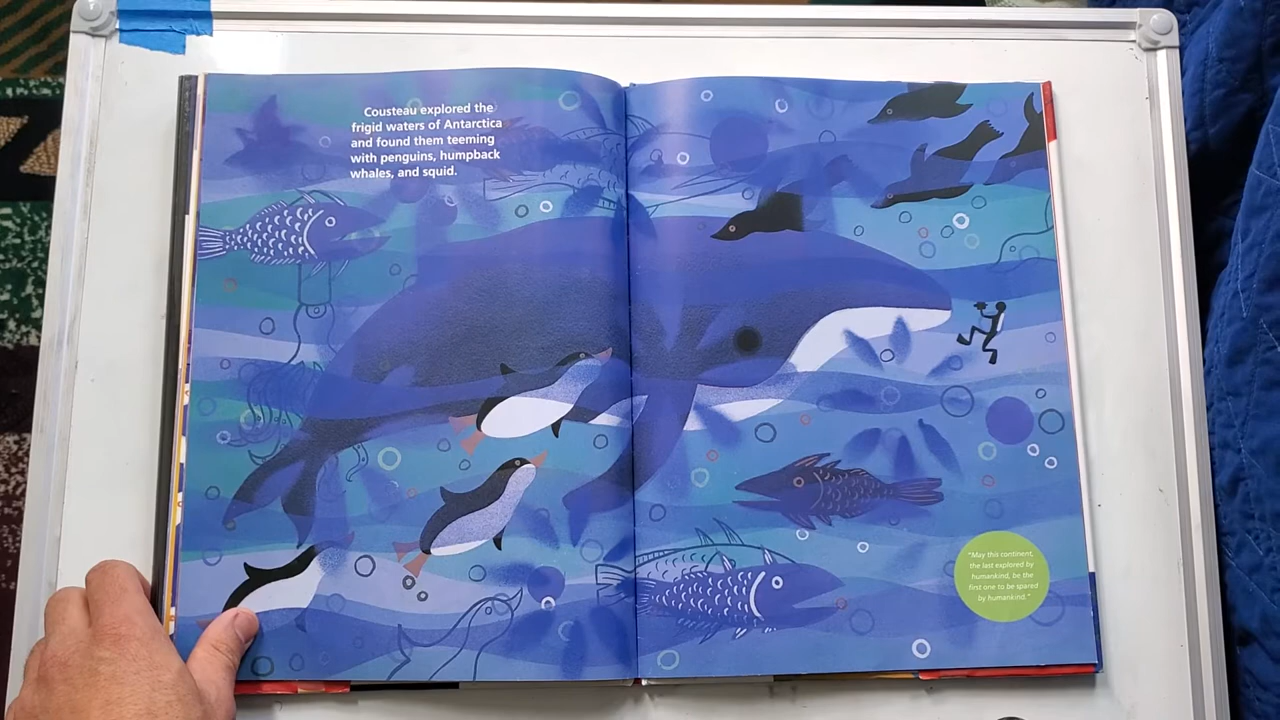 Cousteau explored the
frigid waters of Antarctica
and found them teeming
with penguins, humpback
whales, and squid.
"May this continent,
the last explored by
humankind, be the
first one to be spared
by humankind."